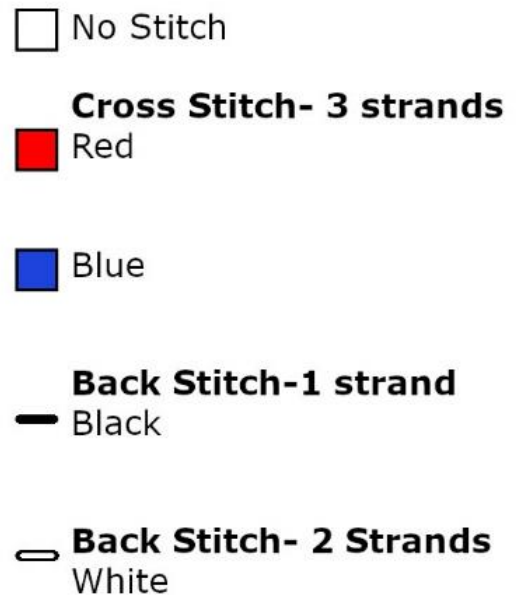 No Stitch
Cross Stitch- 3 strands
Red
Blue
Back Stitch-1 strand
Black
Back Stitch- 2 Strands
White